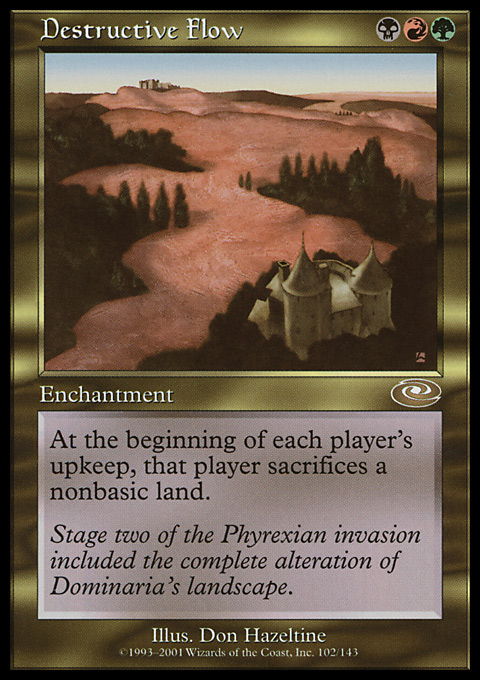 Destructive Flow
Enchantment
At the beginning of each player's
upkeep, that player sacrifices a
nonbasic land.
Stage two of the Phyrexian invasion
included the complete alteration of
Dominaria's landscape.
Illus. Don Hazeltine
©1993–2001 Wizards of the Coast, Inc. 102/143